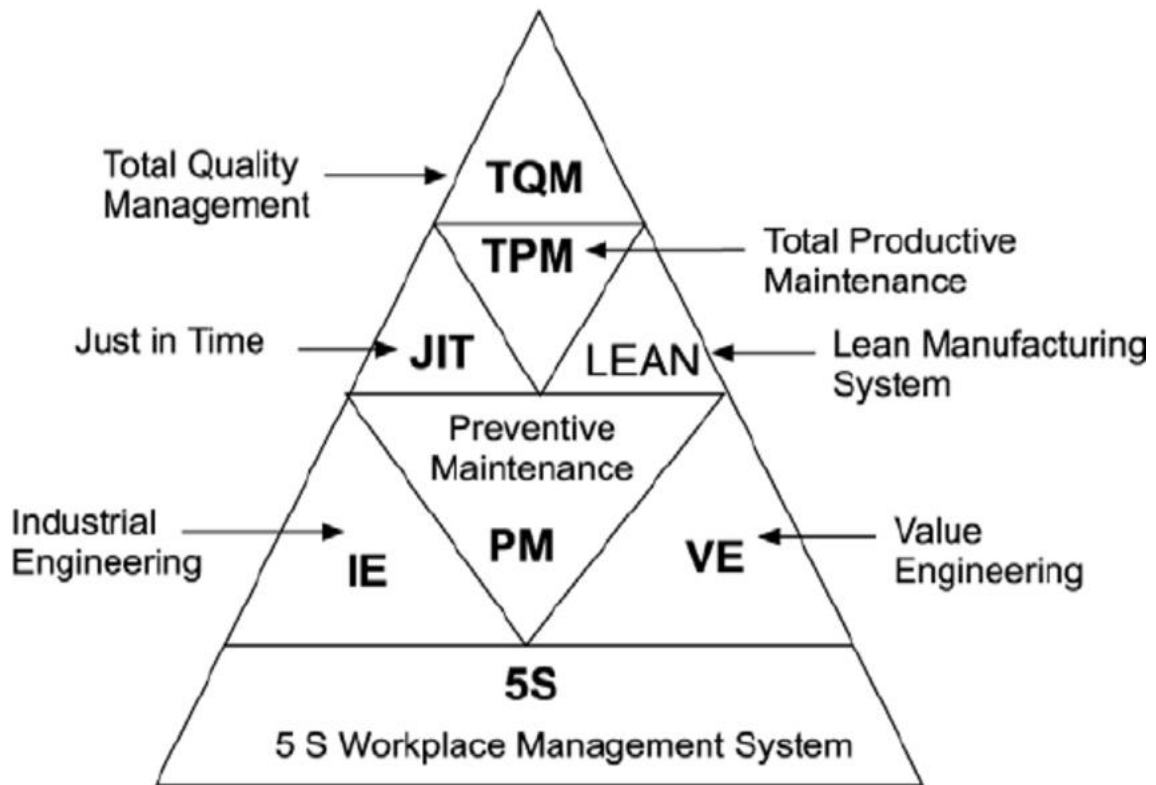 TQM
Total Quality
Management
TPM
Total Productive
Maintenance
Just in Time
JIT
LEAN
Lean Manufacturing
System
Preventive
Maintenance
PM
Industrial
Engineering
IE
VE
Value
Engineering
5S
5 S Workplace Management System